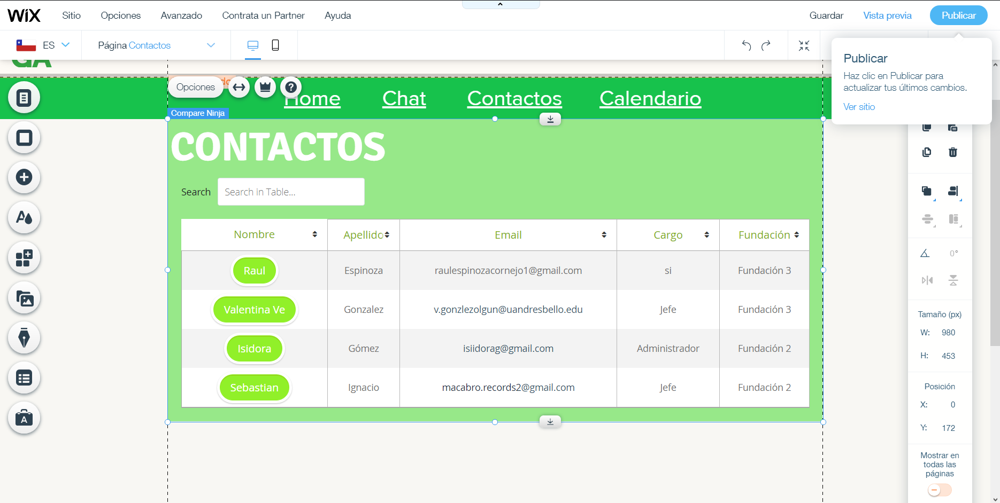 WiX Sitio Opciones Avanzado Contrata un Partner Ayuda Guardar Vista previa Publicar
ES Página Contactos
Publicar
Haz clic en Publicar para
actualizar tus últimos cambios.
Ver sitio
GA
Opciones
Home Chat Contactos Calendario
Compare Ninja
CONTACTOS
Search Search in Table...
Nombre Apellido Email Cargo Fundación
Raul Espinoza raulespinozacornejo1@gmail.com si Fundación 3
Valentina Ve Gonzalez v.gonzlezolgun@uandresbello.edu Jefe Fundación 3
Isidora Gómez isiidorag@gmail.com Administrador Fundación 2
Sebastian Ignacio macabro.records2@gmail.com Jefe Fundación 2
0°
Tamaño (px)
W: 980
H: 453
Posición
X: 0
Y: 172
Mostrar en
todas las
páginas